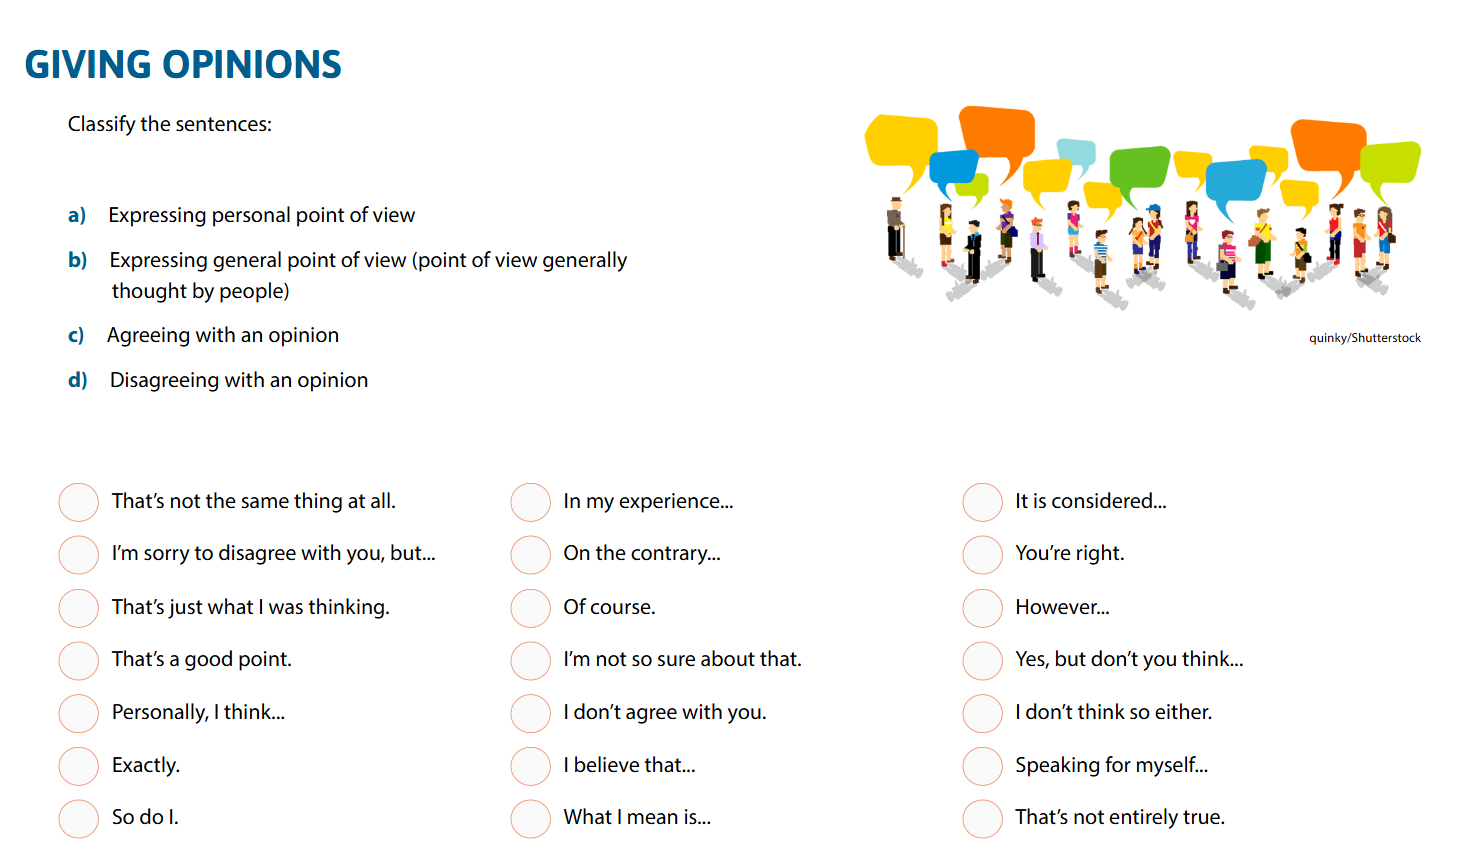 GIVING OPINIONS
Classify the sentences:
a) Expressing personal point of view
b) Expressing general point of view (point of view generally
thought by people)
c) Agreeing with an opinion
d) Disagreeing with an opinion
quinky/Shutterstock
That's not the same thing at all.
I'm sorry to disagree with you, but...
That's just what I was thinking.
That's a good point.
Personally, I think...
Exactly.
So do I.
In my experience...
On the contrary...
Of course.
I'm not so sure about that.
I don't agree with you.
I believe that...
What I mean is...
It is considered...
You're right.
However...
Yes, but don't you think...
I don't think so either.
Speaking for myself...
That's not entirely true.